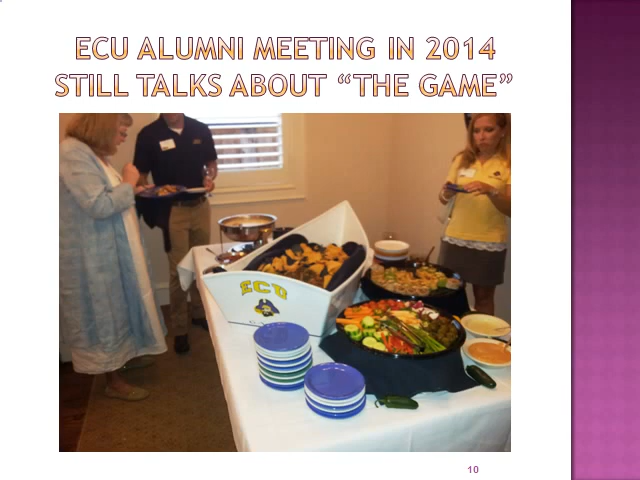 ECU ALUMNI MEETING IN 2014
STILL TALKS ABOUT “THE GAME”
ECU
10